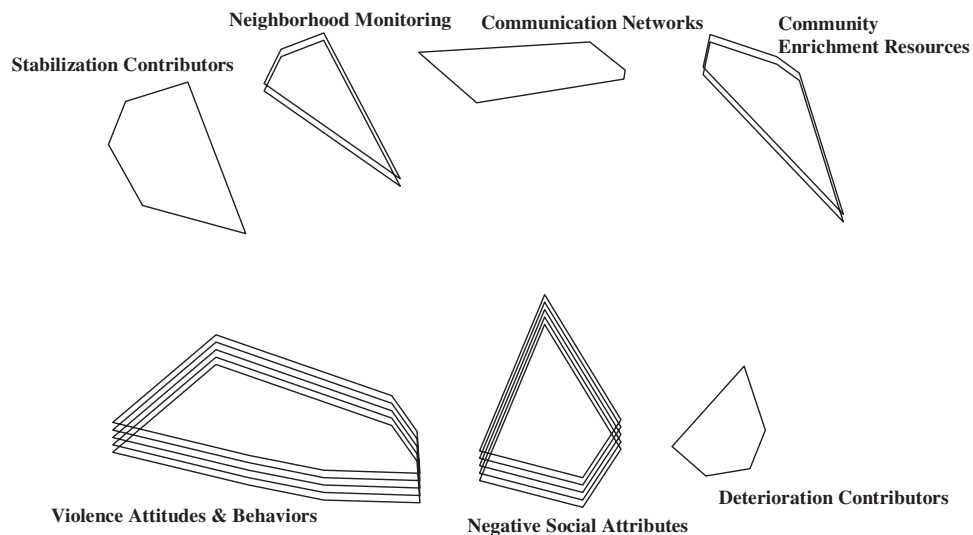 Neighborhood Monitoring
Communication Networks
Community
Enrichment Resources
Stabilization Contributors
Violence Attitudes & Behaviors
Negative Social Attributes
Deterioration Contributors